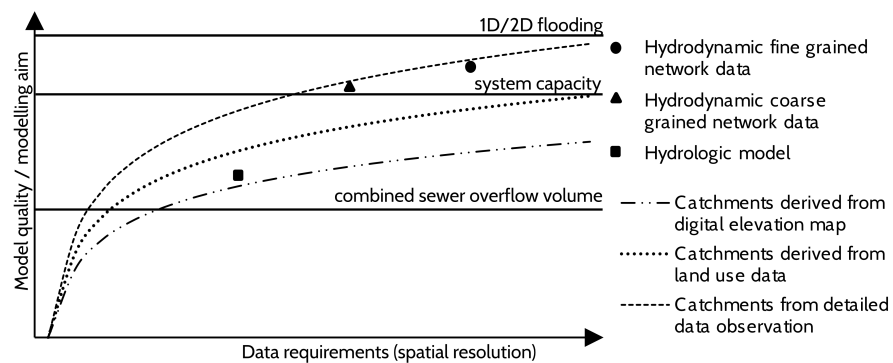 1D/2D flooding
system capacity
combined sewer overflow volume
Model quality / modelling aim
Data requirements (spatial resolution)
Hydrodynamic fine grained
network data
Hydrodynamic coarse
grained network data
Hydrologic model
Catchments derived from
digital elevation map
Catchments derived from
land use data
Catchments from detailed
data observation